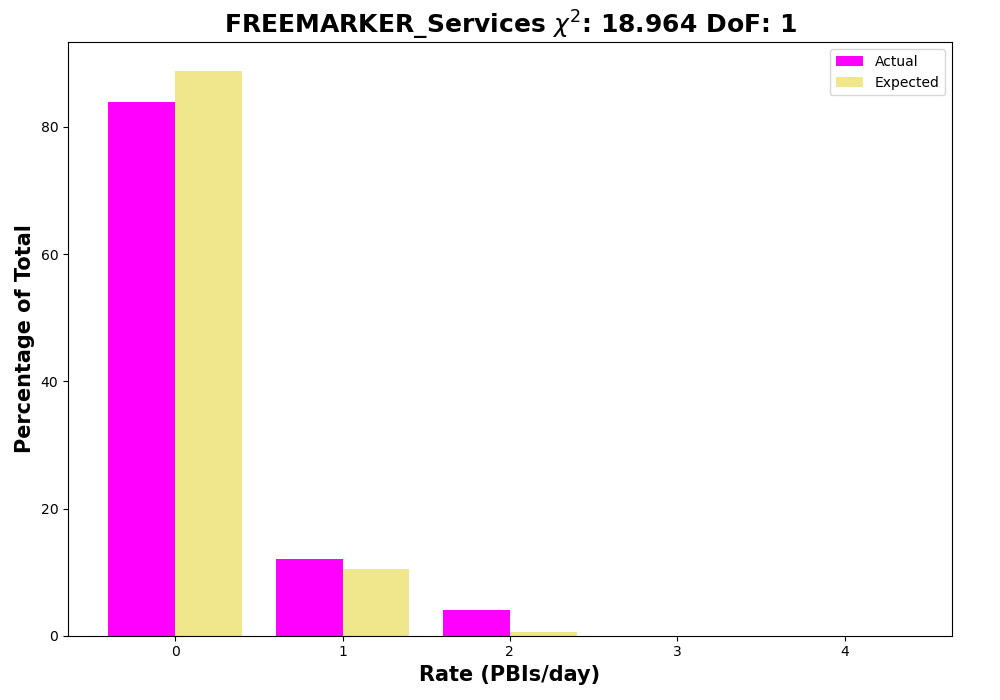 FREEMARKER_Services χ²: 18.964 DoF: 1
Actual
Expected
Percentage of Total
80
60
40
20
0
0 1 2 3 4
Rate (PBIs/day)